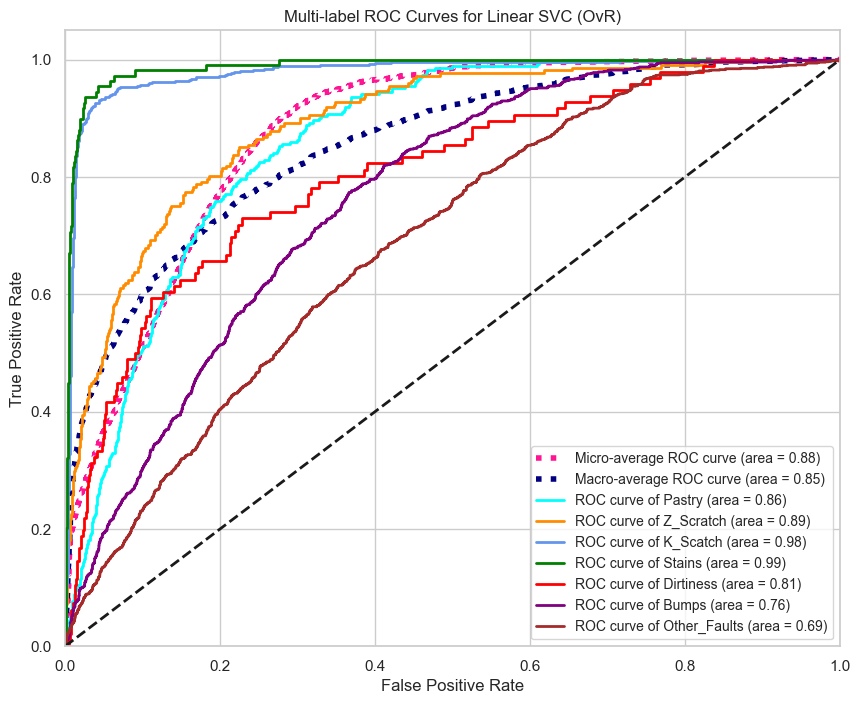 Multi-label ROC Curves for Linear SVC (OvR)
True Positive Rate
1.0
0.8
0.6
0.4
0.2
0.0
Micro-average ROC curve (area = 0.88)
Macro-average ROC curve (area = 0.85)
ROC curve of Pastry (area = 0.86)
ROC curve of Z_Scratch (area = 0.89)
ROC curve of K_Scatch (area = 0.98)
ROC curve of Stains (area = 0.99)
ROC curve of Dirtiness (area = 0.81)
ROC curve of Bumps (area = 0.76)
ROC curve of Other_Faults (area = 0.69)
0.0 0.2 0.4 0.6 0.8 1.0
False Positive Rate